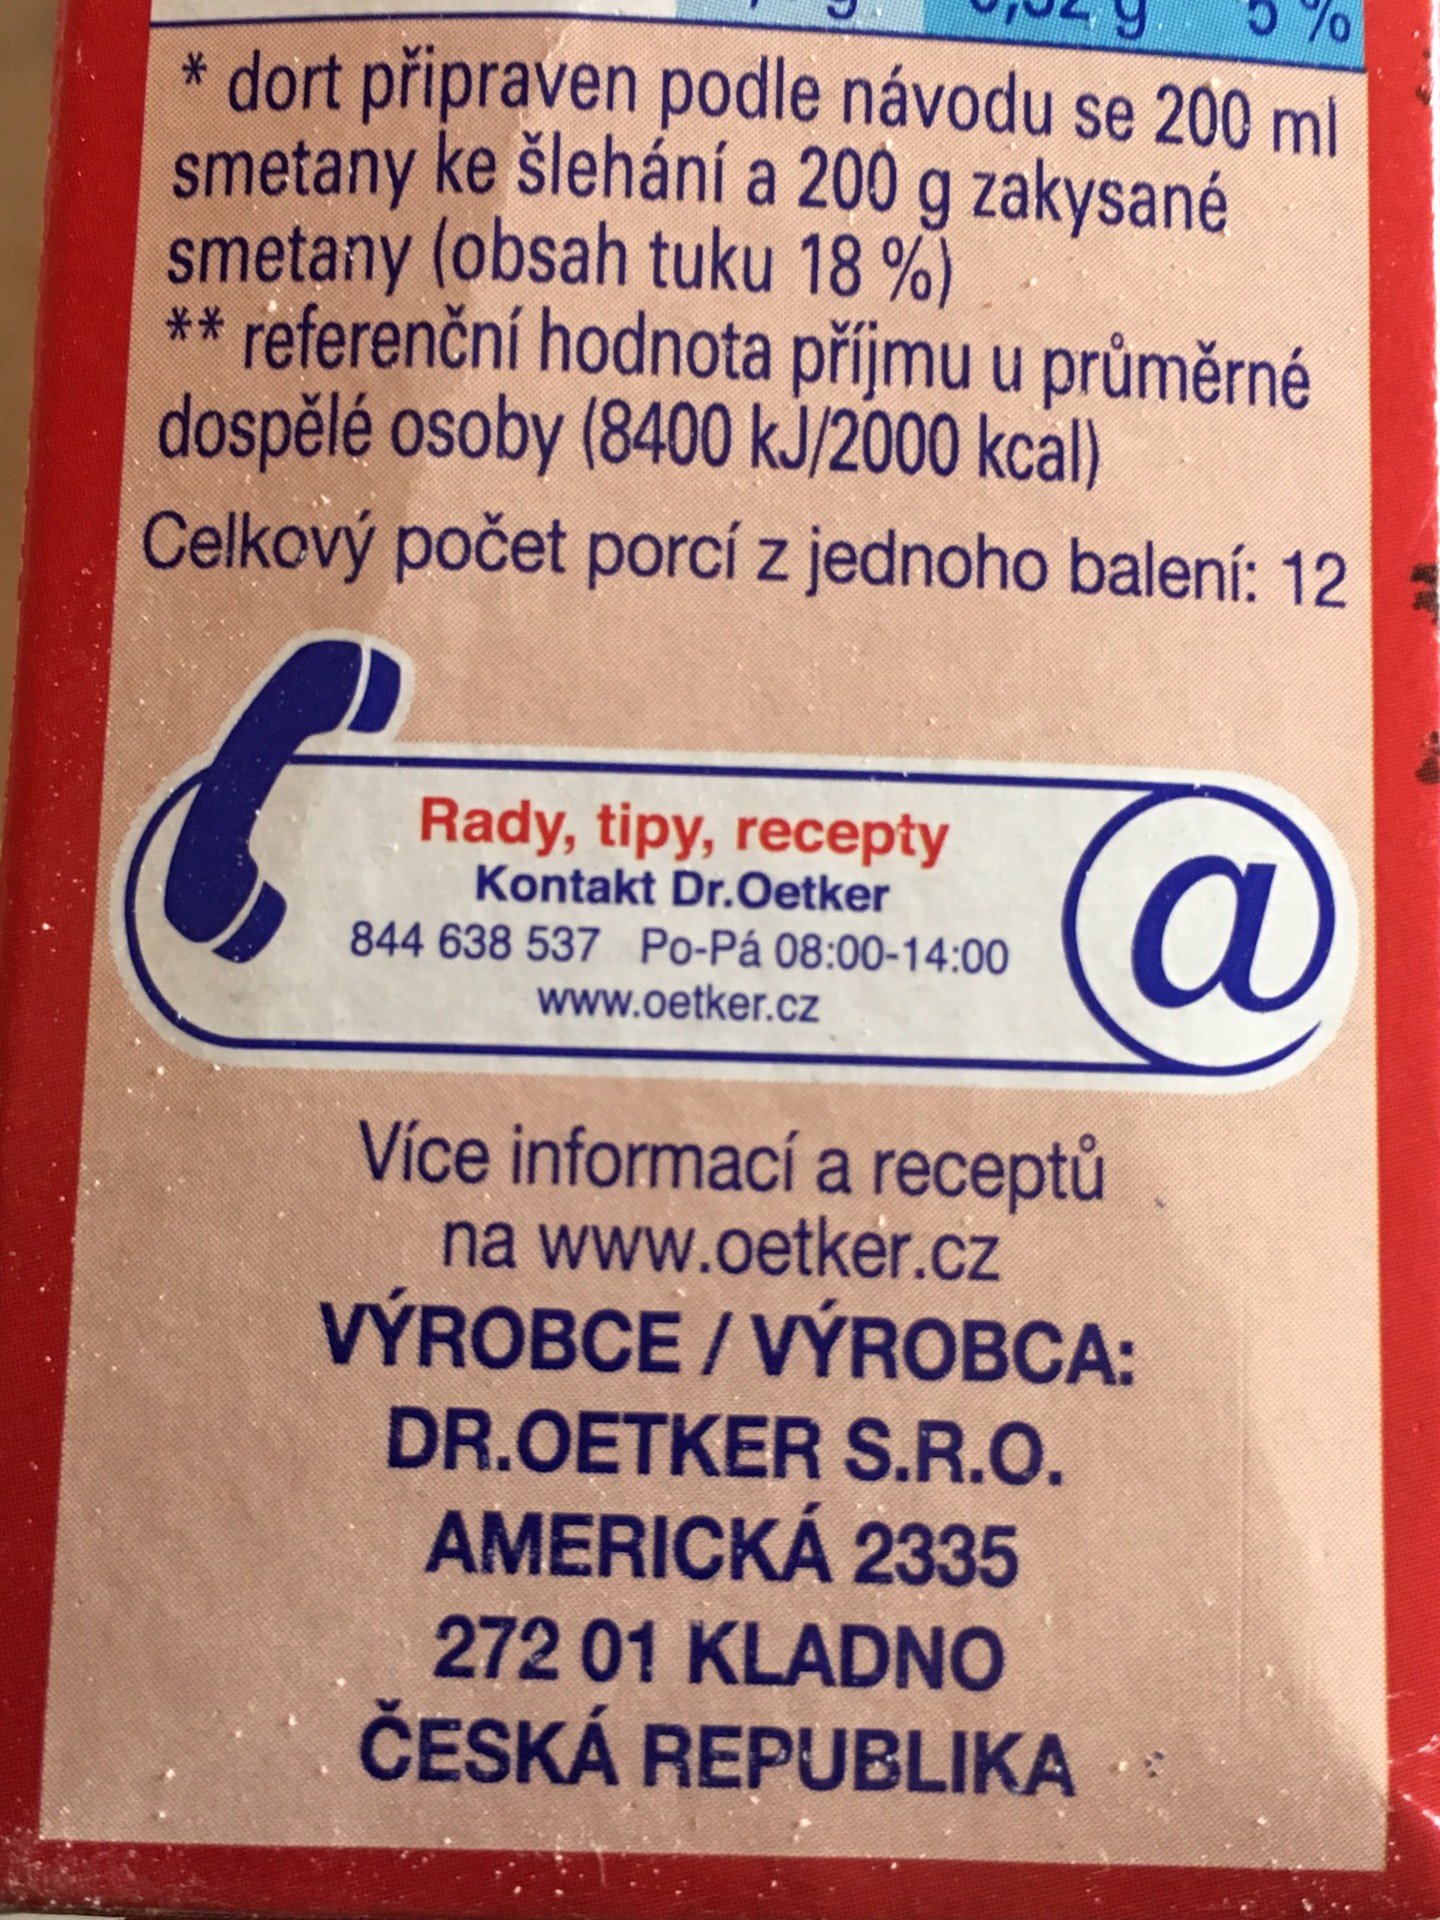 5 %
* dort připraven podle návodu se 200 ml
smetany ke šlehání a 200 g zakysané
smetany (obsah tuku 18 %)
** referenční hodnota příjmu u průměrné
dospělé osoby (8400 kJ/2000 kcal)
Celkový počet porcí z jednoho balení: 12
Rady, tipy, recepty
Kontakt Dr.Oetker
844 638 537 Po-Pá 08:00-14:00
www.oetker.cz
@
Více informací a receptů
na www.oetker.cz
VÝROBCE / VÝROBCA:
DR.OETKER S.R.O.
AMERICKÁ 2335
272 01 KLADNO
ČESKÁ REPUBLIKA